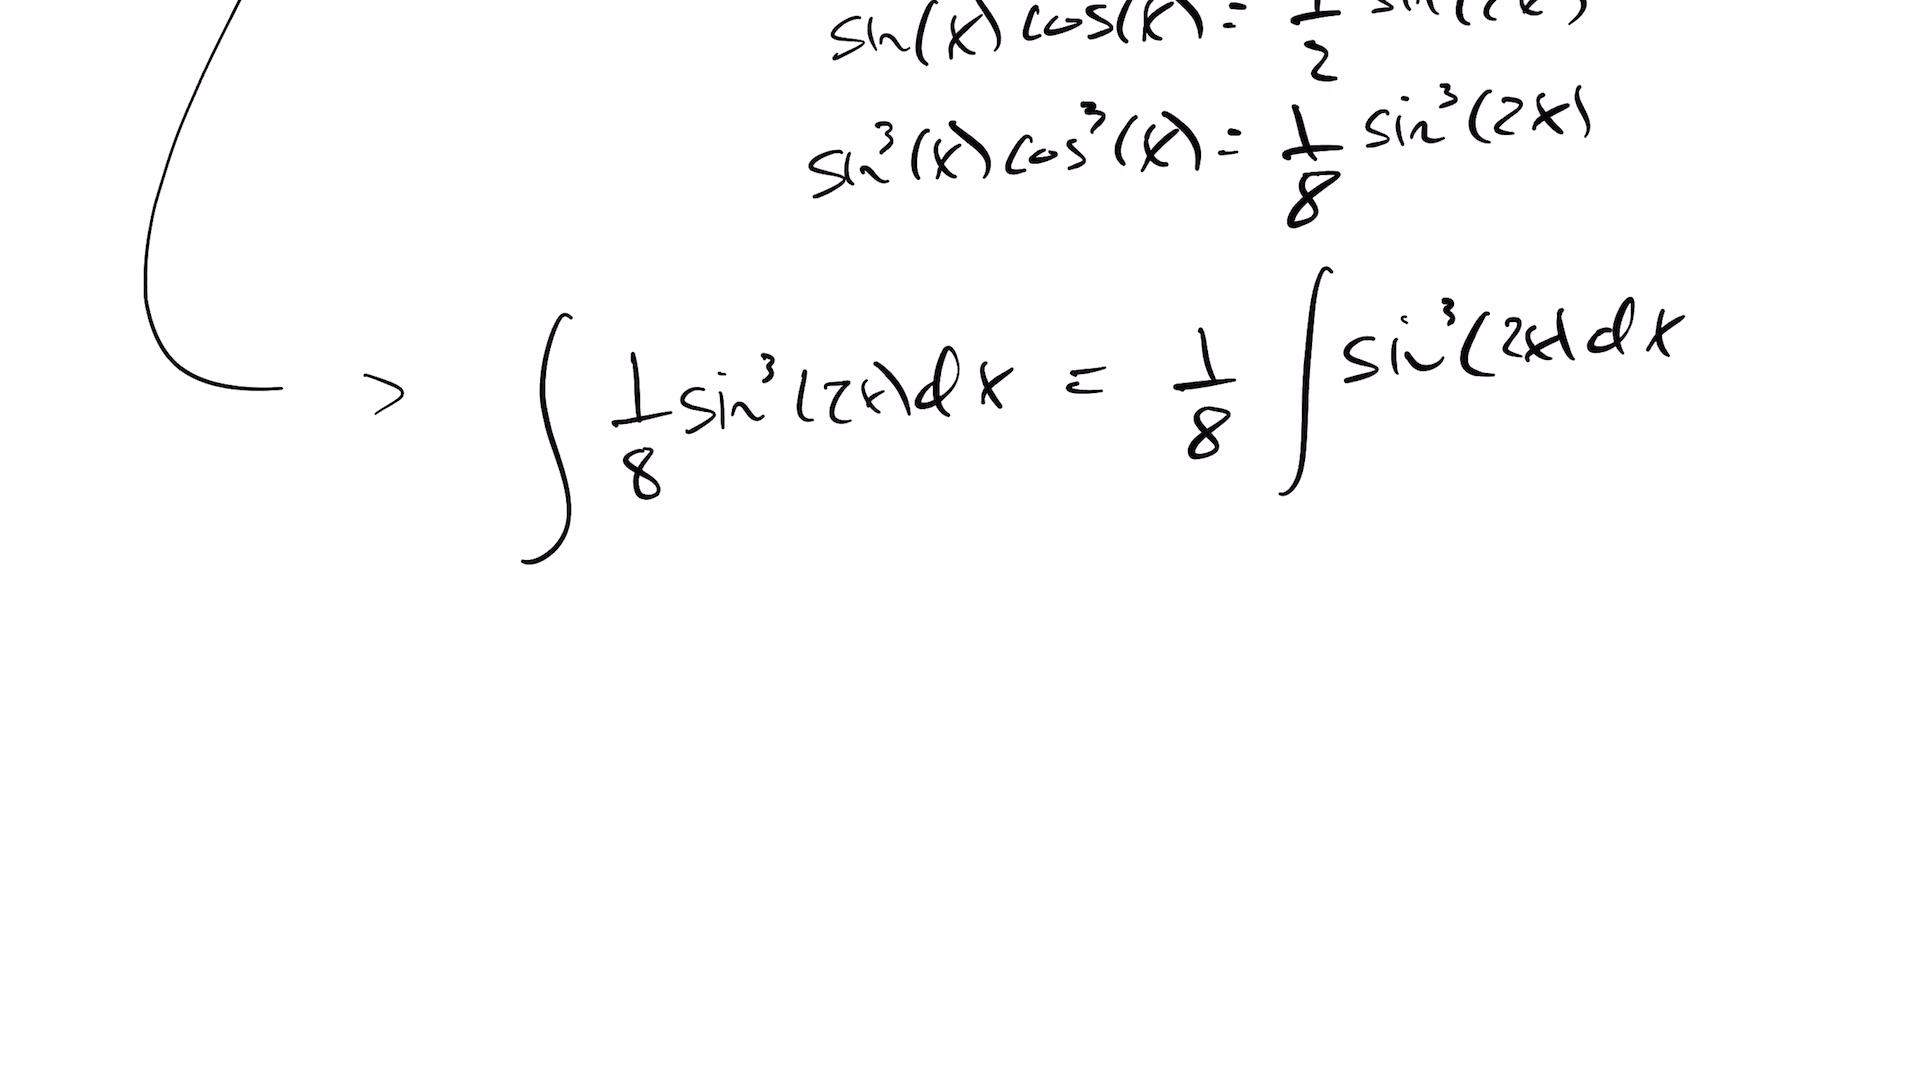 sin(x) cos(x) = 1/2 sin(2x)
sin³(x) cos³(x) = 1/8 sin³(2x)
> ∫ 1/8 sin³(2x) dx = 1/8 ∫ sin³(2x) dx